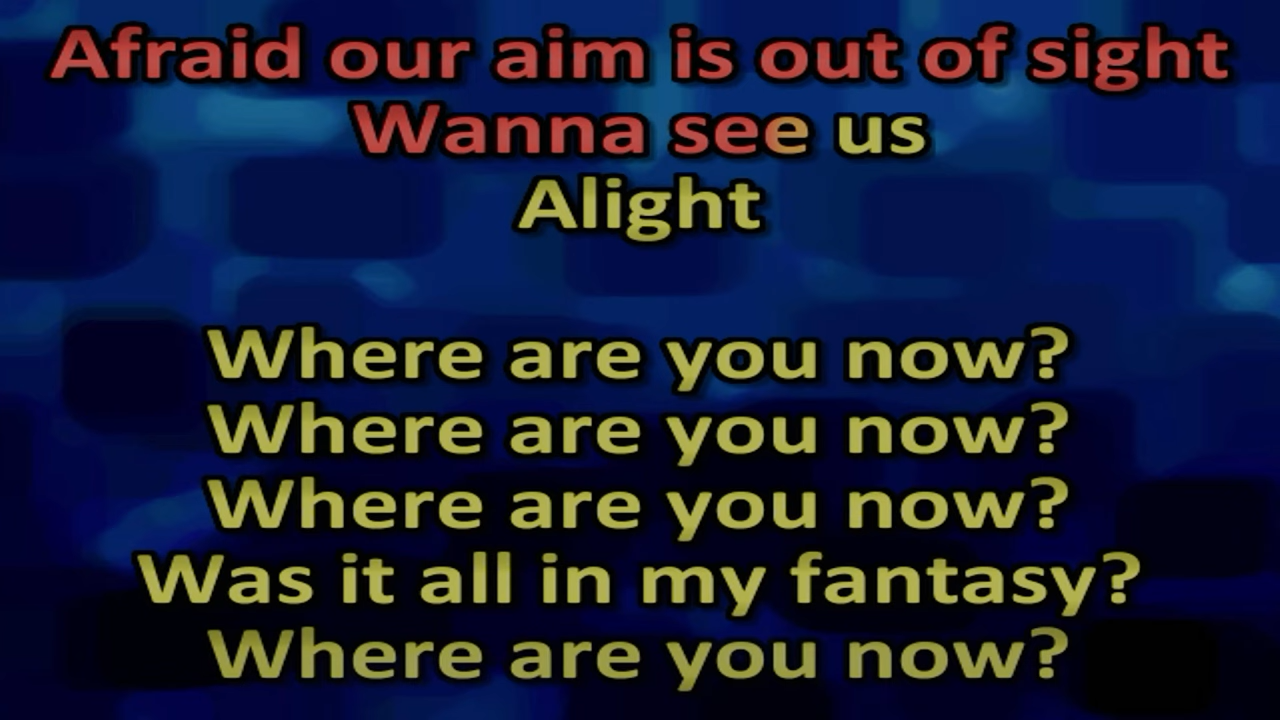 Afraid our aim is out of sight
Wanna see us
Alight
Where are you now?
Where are you now?
Where are you now?
Was it all in my fantasy?
Where are you now?